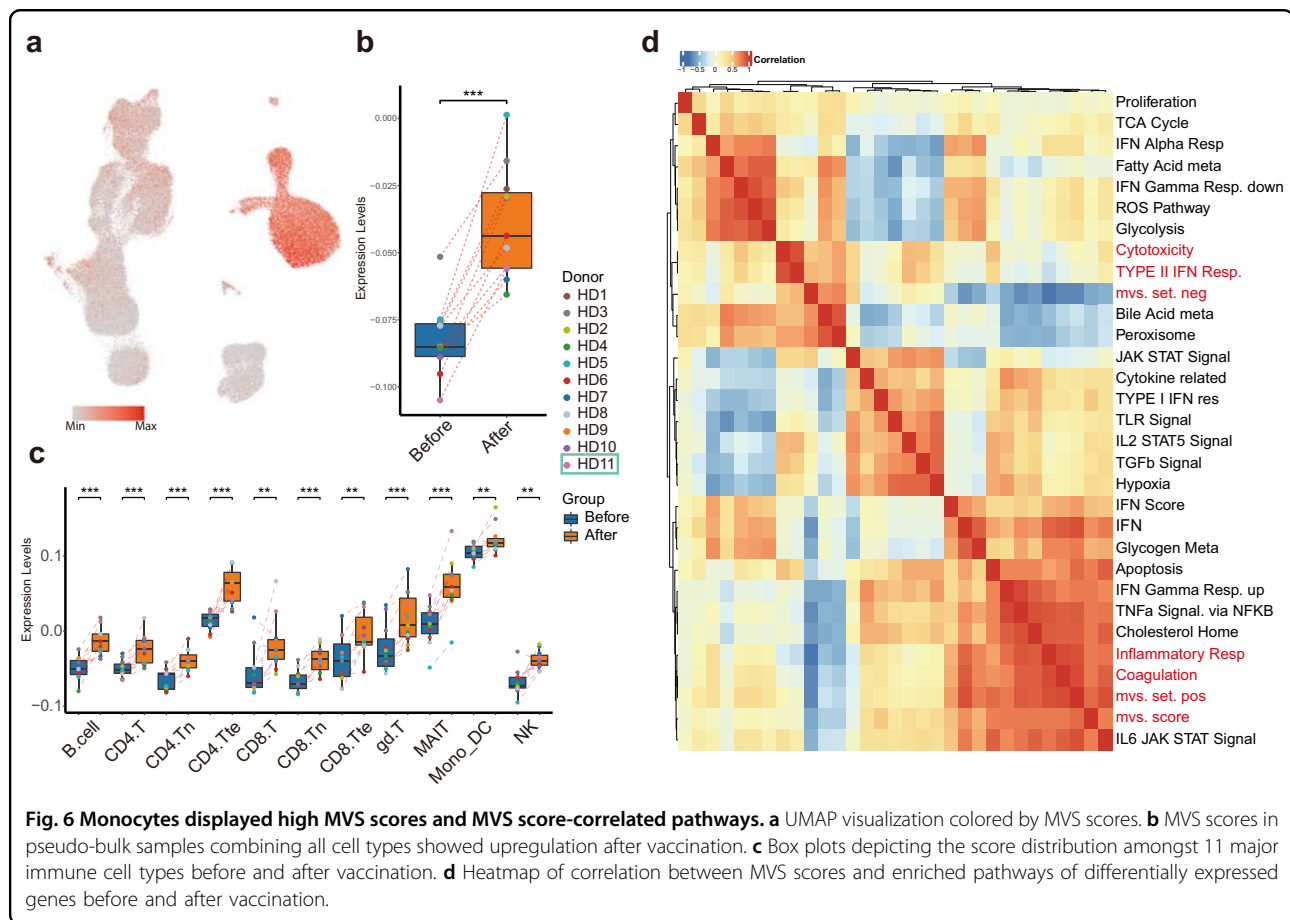 a
Min
Max
b
***
Expression Levels
0.000
−0.025
−0.050
−0.075
−0.100
Before
After
Donor
HD1
HD3
HD2
HD4
HD5
HD6
HD7
HD8
HD9
HD10
HD11
Group
Before
After
c
*** *** *** *** ** *** ** *** *** ** **
Expression Levels
0.1
0.0
−0.1
B.cell
CD4.T
CD4.Tn
CD4.Tte
CD8.T
CD8.Tn
CD8.Tte
gd.T
MAIT
Mono_DC
NK
d
Correlation
−1 −0.5 0 0.5 1
Proliferation
TCA Cycle
IFN Alpha Resp
Fatty Acid meta
IFN Gamma Resp. down
ROS Pathway
Glycolysis
Cytotoxicity
TYPE II IFN Resp.
mvs. set. neg
Bile Acid meta
Peroxisome
JAK STAT Signal
Cytokine related
TYPE I IFN res
TLR Signal
IL2 STAT5 Signal
TGFb Signal
Hypoxia
IFN Score
IFN
Glycogen Meta
Apoptosis
IFN Gamma Resp. up
TNFa Signal. via NFKB
Cholesterol Home
Inflammatory Resp
Coagulation
mvs. set. pos
mvs. score
IL6 JAK STAT Signal
Fig. 6 Monocytes displayed high MVS scores and MVS score-correlated pathways. a UMAP visualization colored by MVS scores. b MVS scores in
pseudo-bulk samples combining all cell types showed upregulation after vaccination. c Box plots depicting the score distribution amongst 11 major
immune cell types before and after vaccination. d Heatmap of correlation between MVS scores and enriched pathways of differentially expressed
genes before and after vaccination.